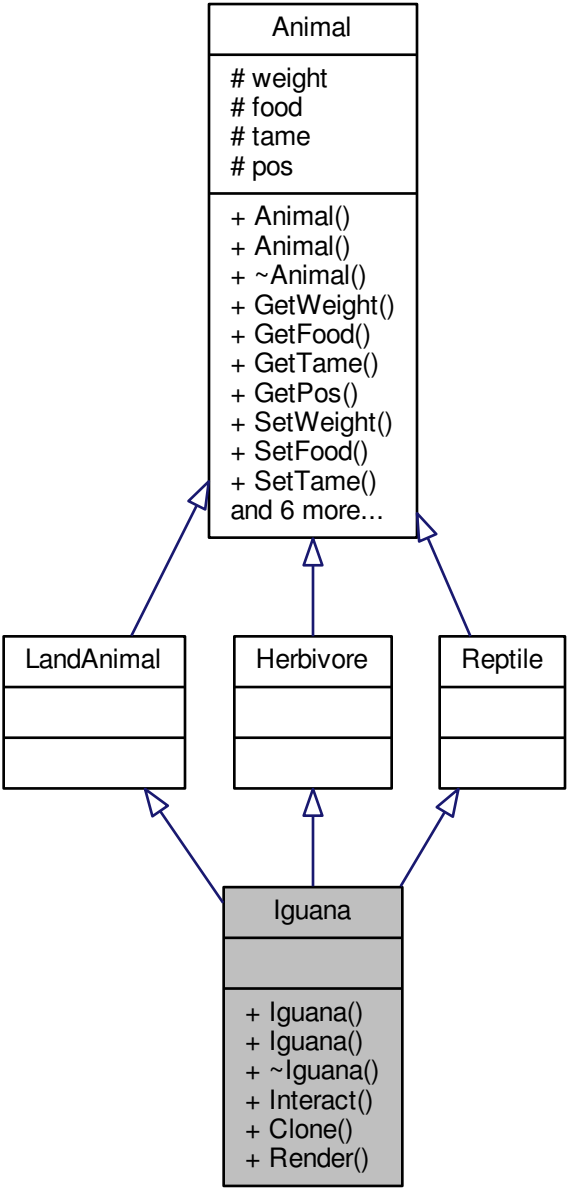 Animal
# weight
# food
# tame
# pos
+ Animal()
+ Animal()
+ ~Animal()
+ GetWeight()
+ GetFood()
+ GetTame()
+ GetPos()
+ SetWeight()
+ SetFood()
+ SetTame()
and 6 more...
LandAnimal
Herbivore
Reptile
Iguana
+ Iguana()
+ Iguana()
+ ~Iguana()
+ Interact()
+ Clone()
+ Render()